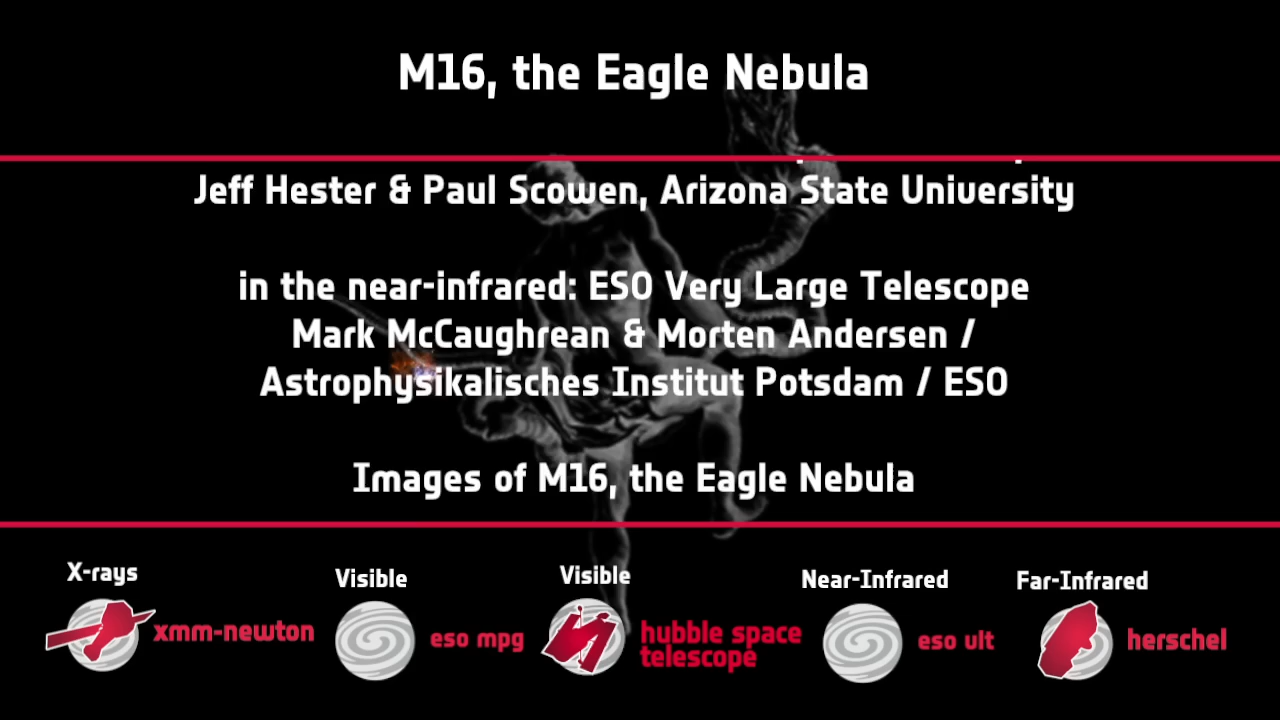 M16, the Eagle Nebula
Jeff Hester & Paul Scowen, Arizona State University
in the near-infrared: ESO Very Large Telescope
Mark McCaughrean & Morten Andersen /
Astrophysikalisches Institut Potsdam / ESO
Images of M16, the Eagle Nebula
X-rays
xmm-newton
Visible
eso mpg
Visible
hubble space
telescope
Near-Infrared
eso vlt
Far-Infrared
herschel